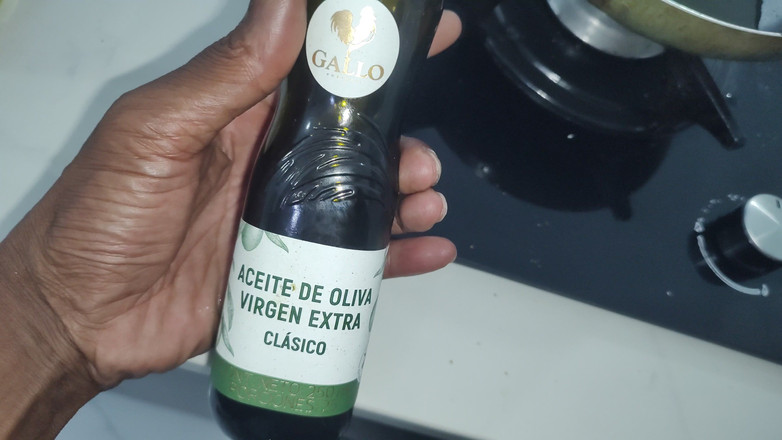 GALLO
ACEITE DE OLIVA
VIRGEN EXTRA
CLÁSICO